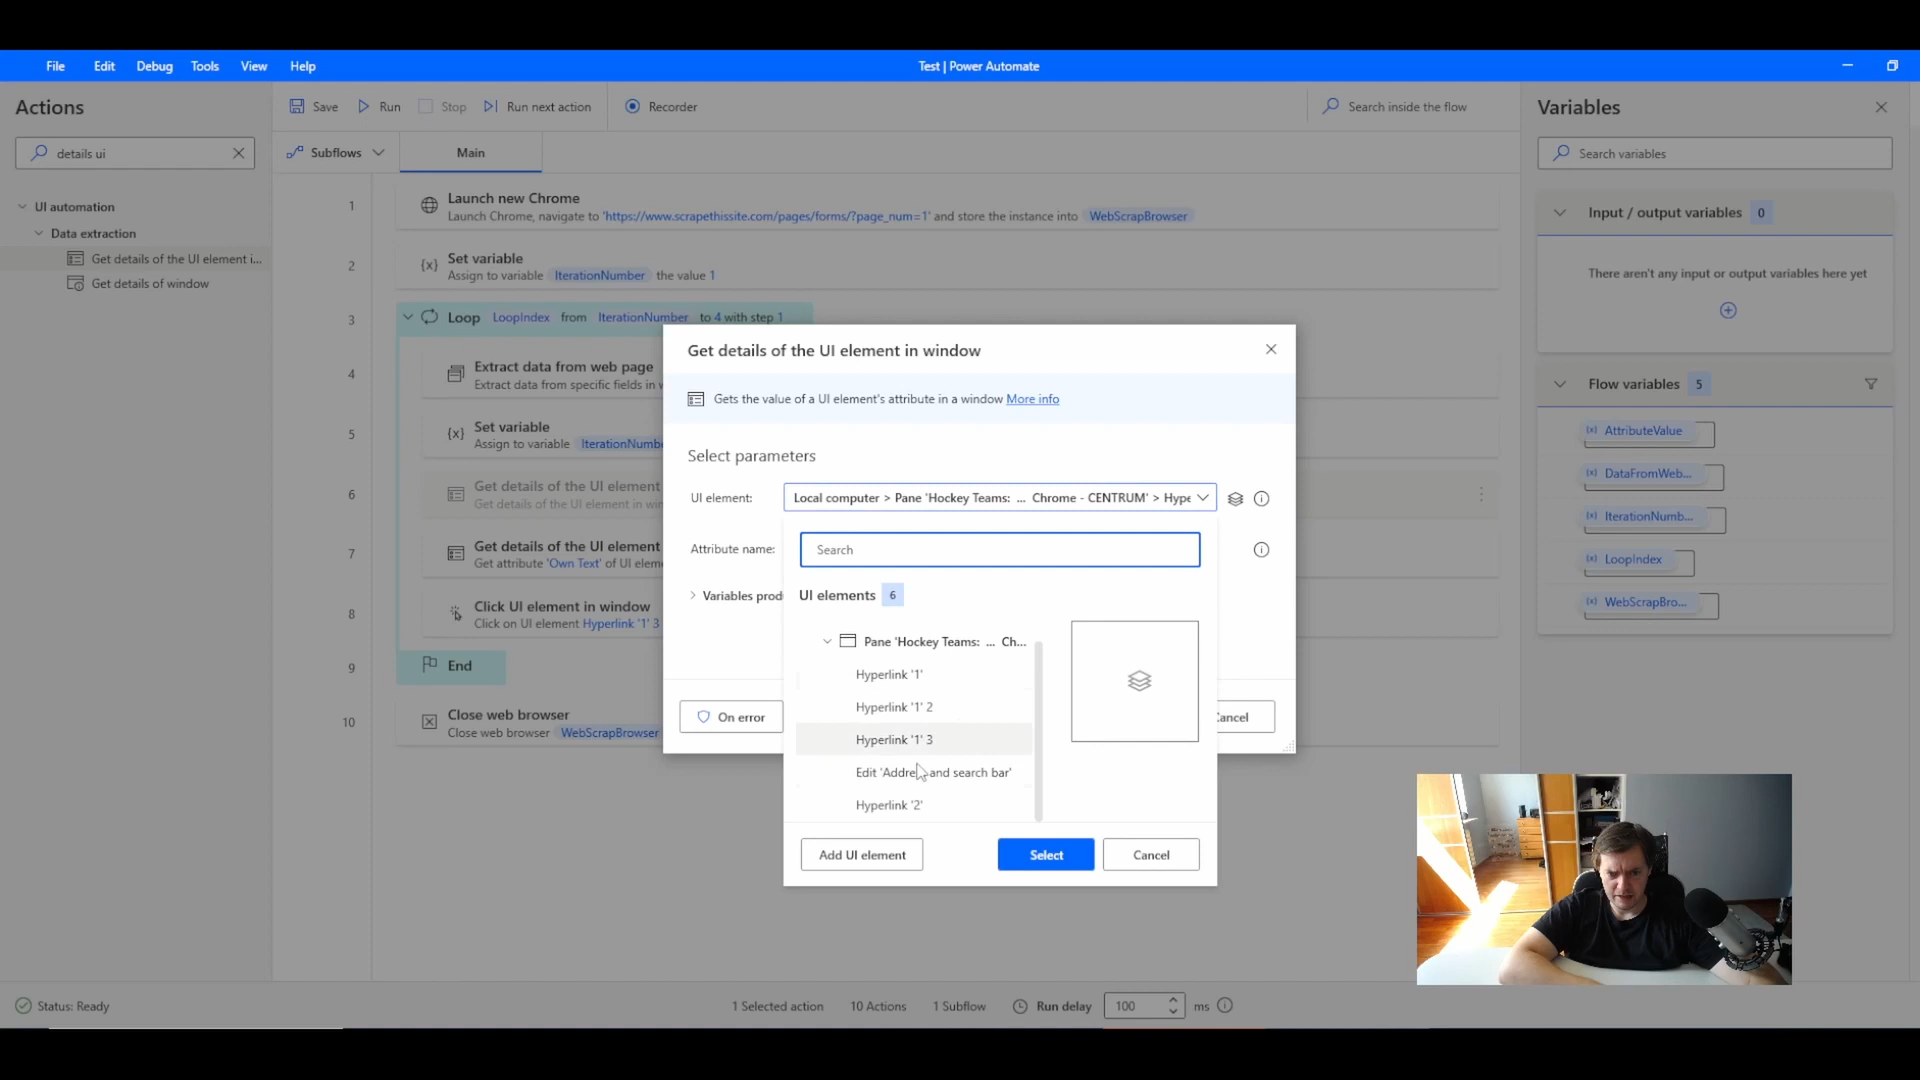 File Edit Debug Tools View Help
Test | Power Automate
Actions
details ui
UI automation
Data extraction
Get details of the UI element i...
Get details of window
Save Run Stop Run next action Recorder
Search inside the flow
Subflows Main
1 Launch new Chrome
Launch Chrome, navigate to 'https://www.scrapethissite.com/pages/forms/?page_num=1' and store the instance into WebScrapBrowser
2 {x} Set variable
Assign to variable IterationNumber the value 1
3 Loop LoopIndex from IterationNumber to 4 with step 1
4 Extract data from web page
Extract data from specific fields in w
5 {x} Set variable
Assign to variable IterationNumbe
6 Get details of the UI element
Get details of the UI element in win
7 Get details of the UI element
Get attribute 'Own Text' of UI elem
8 Click UI element in window
Click on UI element Hyperlink '1' 3
9 End
10 Close web browser
Close web browser WebScrapBrowser
Get details of the UI element in window
Gets the value of a UI element's attribute in a window More info
Select parameters
UI element: Local computer > Pane 'Hockey Teams: ... Chrome - CENTRUM' > Hype
Attribute name:
Variables prod
Search
UI elements 6
Pane 'Hockey Teams: ... Ch...
Hyperlink '1'
Hyperlink '1' 2
Hyperlink '1' 3
Edit 'Addre and search bar'
Hyperlink '2'
On error
Cancel
Add UI element Select Cancel
Variables
Search variables
Input / output variables 0
There aren't any input or output variables here yet
Flow variables 5
{x} AttributeValue
{x} DataFromWeb...
{x} IterationNumb...
{x} LoopIndex
{x} WebScrapBro...
Status: Ready
1 Selected action 10 Actions 1 Subflow Run delay 100 ms